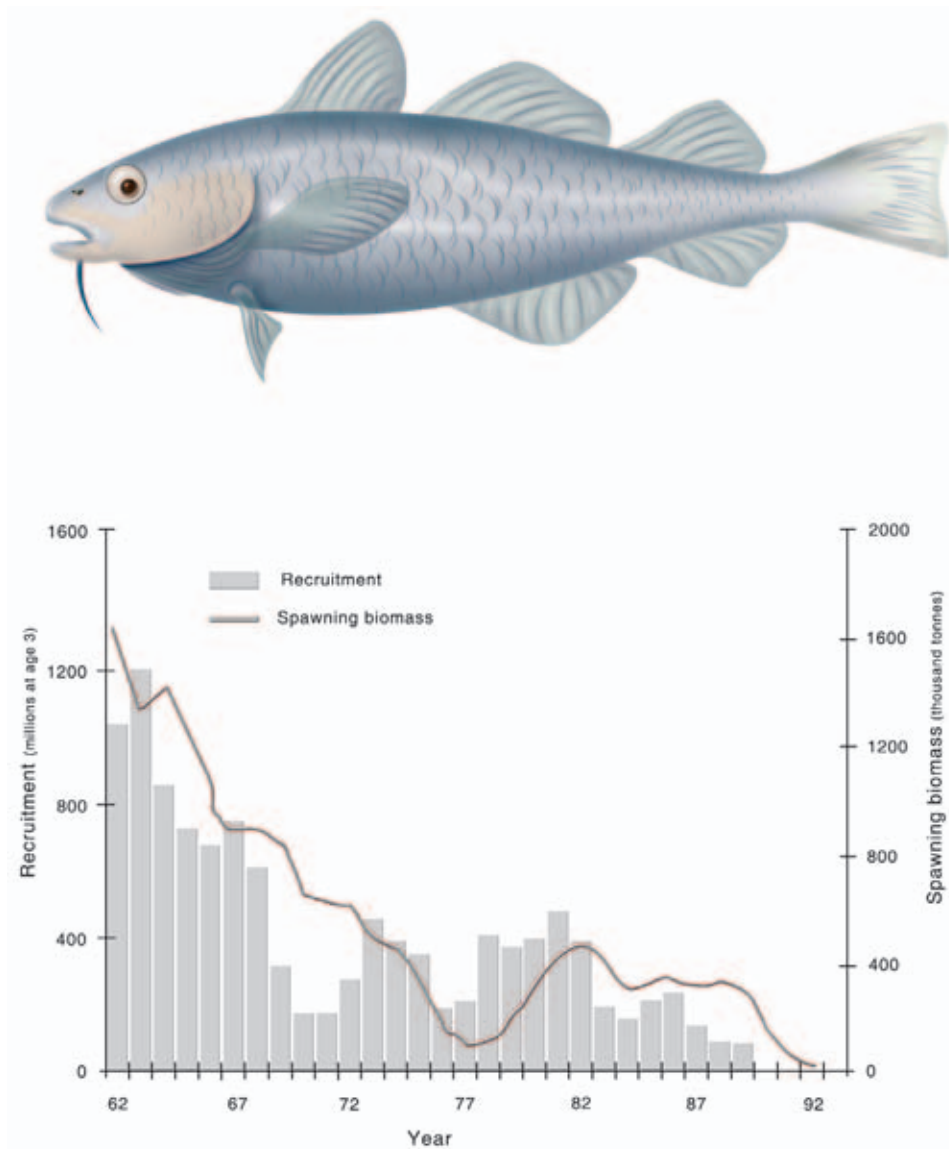 1600
1200
800
400
0
Recruitment (millions at age 3)
Recruitment
Spawning biomass
2000
1600
1200
800
400
0
Spawning biomass (thousand tonnes)
62 67 72 77 82 87 92
Year